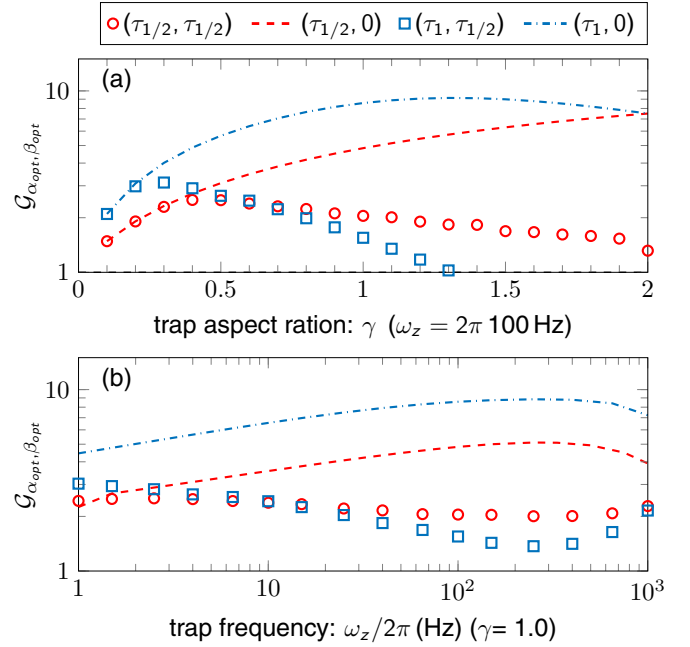 (τ1/2, τ1/2) (τ1/2, 0) (τ1, τ1/2) (τ1, 0)
(a)
10
1
𝒢αopt,βopt
0 0.5 1 1.5 2
trap aspect ration: γ (ωz = 2π 100 Hz)
(b)
10
1
𝒢αopt,βopt
1 10 10² 10³
trap frequency: ωz/2π (Hz) (γ= 1.0)